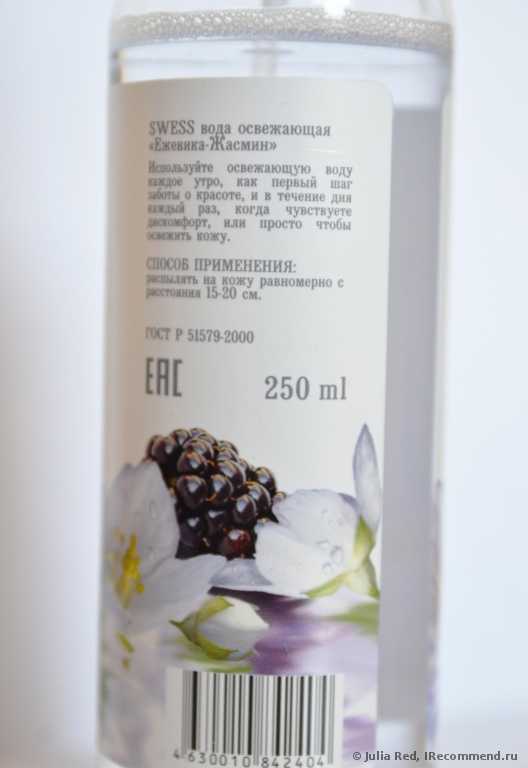 SWESS вода освежающая
«Ежевика-Жасмин»
Используйте освежающую воду
каждое утро, как первый шаг
заботы о красоте, и в течение дня
каждый раз, когда чувствуете
дискомфорт, или просто чтобы
освежить кожу.
СПОСОБ ПРИМЕНЕНИЯ:
распылять на кожу равномерно с
расстояния 15-20 см.
ГОСТ Р 51579-2000
EAC
250 ml
4 630010 842404
© Julia Red, IRecommend.ru